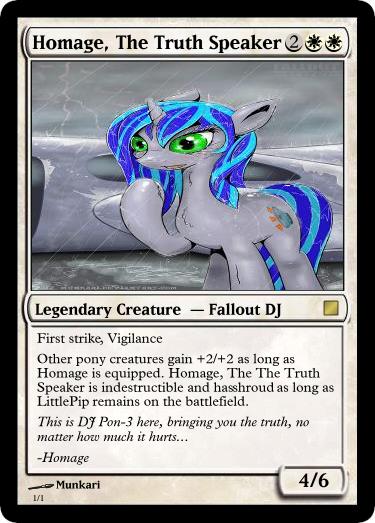 Homage, The Truth Speaker 2
Legendary Creature — Fallout DJ
First strike, Vigilance
Other pony creatures gain +2/+2 as long as
Homage is equipped. Homage, The The Truth
Speaker is indestructible and hasshroud as long as
LittlePip remains on the battlefield.
This is DJ Pon-3 here, bringing you the truth, no
matter how much it hurts...
-Homage
4/6
Munkari
1/1